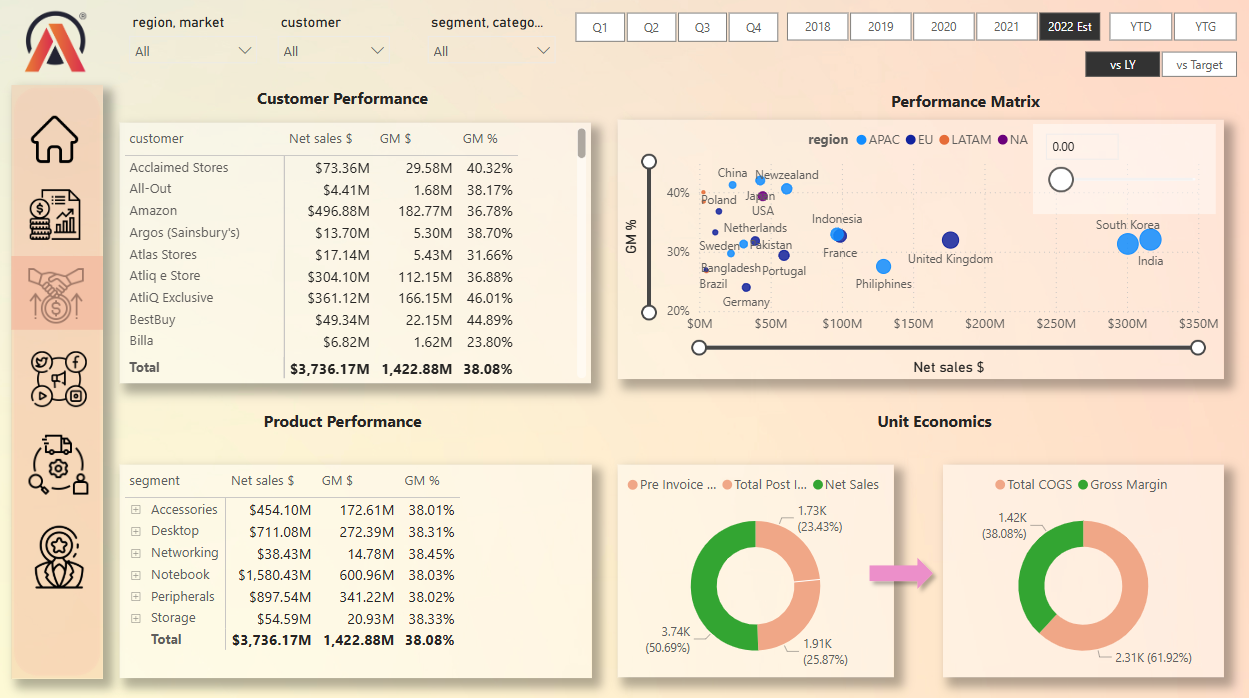 region, market
customer
segment, catego...
All
All
All
Q1
Q2
Q3
Q4
2018
2019
2020
2021
2022 Est
YTD
YTG
vs LY
vs Target
Customer Performance
customer Net sales $ GM $ GM %
Acclaimed Stores $73.36M 29.58M 40.32%
All-Out $4.41M 1.68M 38.17%
Amazon $496.88M 182.77M 36.78%
Argos (Sainsbury's) $13.70M 5.30M 38.70%
Atlas Stores $17.14M 5.43M 31.66%
Atliq e Store $304.10M 112.15M 36.88%
AtliQ Exclusive $361.12M 166.15M 46.01%
BestBuy $49.34M 22.15M 44.89%
Billa $6.82M 1.62M 23.80%
Total $3,736.17M 1,422.88M 38.08%
Performance Matrix
region APAC EU LATAM NA
0.00
GM %
40%
30%
20%
China
Newzealand
Poland
Japan
USA
Netherlands
Sweden
Pakistan
Indonesia
France
Bangladesh
Portugal
Brazil
Germany
Philiphines
United Kingdom
South Korea
India
$0M $50M $100M $150M $200M $250M $300M $350M
Net sales $
Product Performance
segment Net sales $ GM $ GM %
Accessories $454.10M 172.61M 38.01%
Desktop $711.08M 272.39M 38.31%
Networking $38.43M 14.78M 38.45%
Notebook $1,580.43M 600.96M 38.03%
Peripherals $897.54M 341.22M 38.02%
Storage $54.59M 20.93M 38.33%
Total $3,736.17M 1,422.88M 38.08%
Unit Economics
Pre Invoice ... Total Post I... Net Sales
1.73K
(23.43%)
3.74K
(50.69%)
1.91K
(25.87%)
Total COGS Gross Margin
1.42K
(38.08%)
2.31K (61.92%)